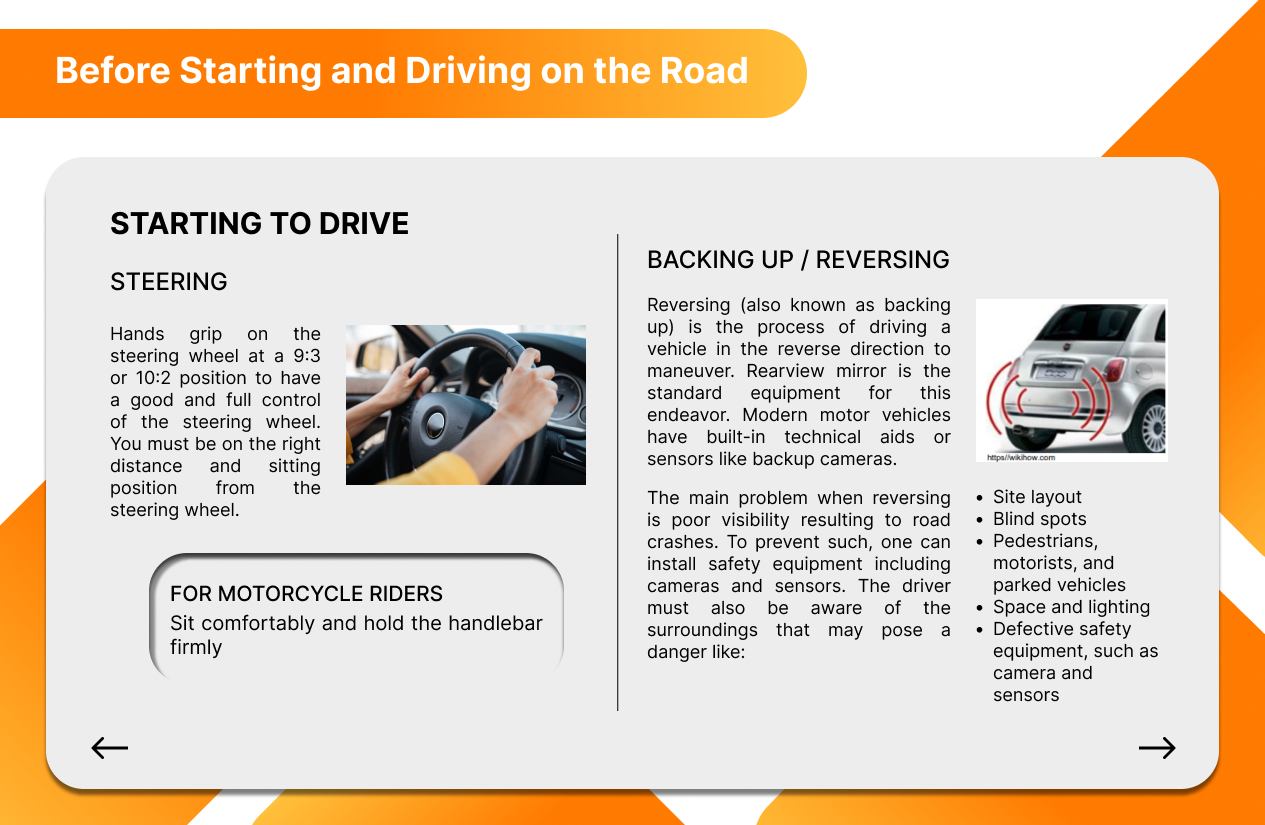 Before Starting and Driving on the Road
STARTING TO DRIVE
STEERING
Hands grip on the
steering wheel at a 9:3
or 10:2 position to have
a good and full control
of the steering wheel.
You must be on the right
distance and sitting
position from the
steering wheel.
FOR MOTORCYCLE RIDERS
Sit comfortably and hold the handlebar
firmly
BACKING UP / REVERSING
Reversing (also known as backing
up) is the process of driving a
vehicle in the reverse direction to
maneuver. Rearview mirror is the
standard equipment for this
endeavor. Modern motor vehicles
have built-in technical aids or
sensors like backup cameras.
https//wikihow.com
The main problem when reversing
is poor visibility resulting to road
crashes. To prevent such, one can
install safety equipment including
cameras and sensors. The driver
must also be aware of the
surroundings that may pose a
danger like:
• Site layout
• Blind spots
• Pedestrians,
motorists, and
parked vehicles
• Space and lighting
• Defective safety
equipment, such as
camera and
sensors